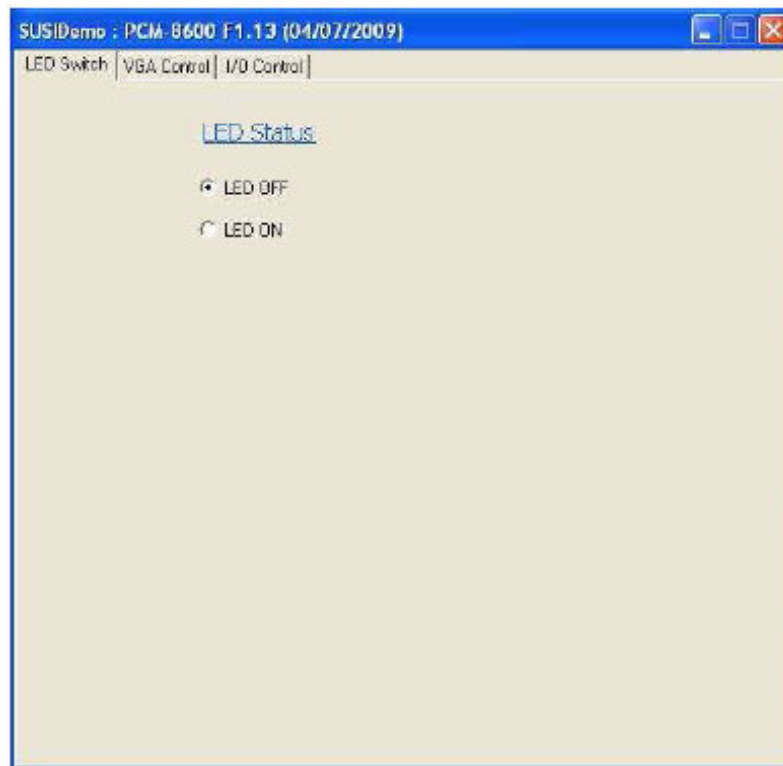 SUSIDemo : PCM-8600 F1.13 (04/07/2009)
LED Switch VGA Control I/O Control
LED Status
LED OFF
LED ON